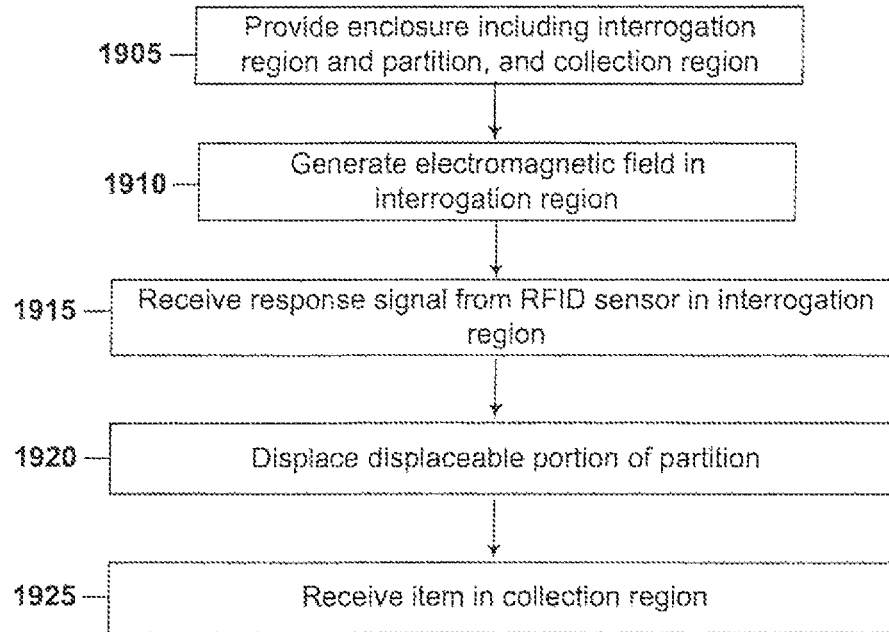 Provide enclosure including interrogation
1905
region and partition, and collection region
Generate electromagnetic field in
1910
interrogation region
1915
Receive response signal from RFID sensor in interrogation
region
1920
Displace displaceable portion of partition
1925
Receive item in collection region